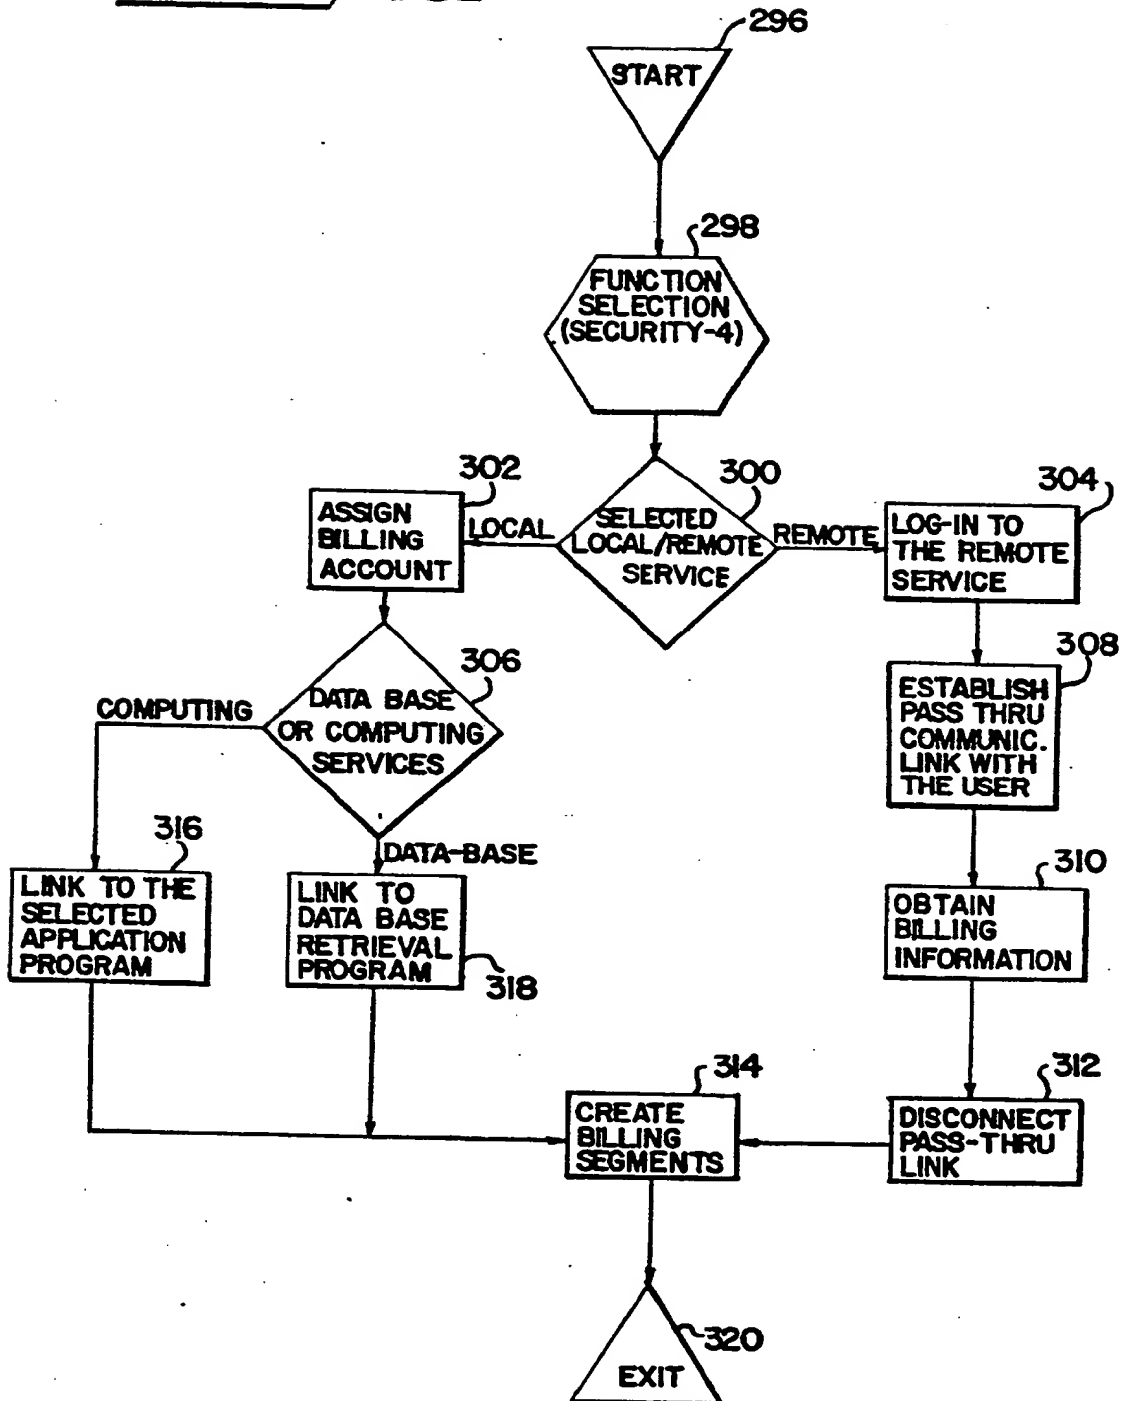 296
START
298
FUNCTION
SELECTION
(SECURITY-4)
302
ASSIGN
BILLING
ACCOUNT
LOCAL
300
SELECTED
LOCAL/REMOTE
SERVICE
REMOTE
304
LOG-IN TO
THE REMOTE
SERVICE
306
DATA BASE
OR COMPUTING
SERVICES
COMPUTING
308
ESTABLISH
PASS THRU
COMMUNIC.
LINK WITH
THE USER
316
LINK TO THE
SELECTED
APPLICATION
PROGRAM
DATA-BASE
LINK TO
DATA BASE
RETRIEVAL
PROGRAM
318
310
OBTAIN
BILLING
INFORMATION
314
CREATE
BILLING
SEGMENTS
312
DISCONNECT
PASS-THRU
LINK
320
EXIT